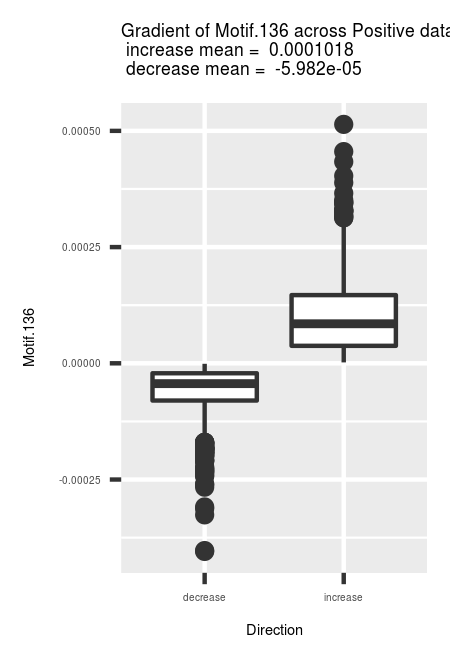 Gradient of Motif.136 across Positive data
increase mean =  0.0001018
decrease mean =  -5.982e-05
0.00050
0.00025
0.00000
-0.00025
Motif.136
decrease
increase
Direction